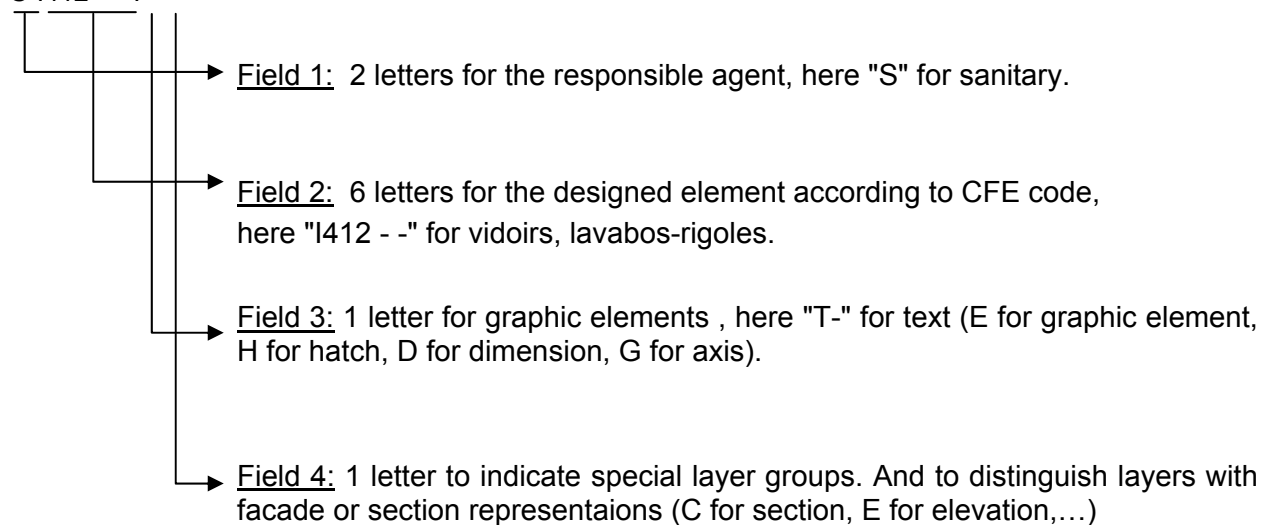 Field 1: 2 letters for the responsible agent, here "S" for sanitary.
Field 2: 6 letters for the designed element according to CFE code,
here "I412 - -" for vidoirs, lavabos-rigoles.
Field 3: 1 letter for graphic elements , here "T-" for text (E for graphic element,
H for hatch, D for dimension, G for axis).
Field 4: 1 letter to indicate special layer groups. And to distinguish layers with
facade or section representaions (C for section, E for elevation,…)